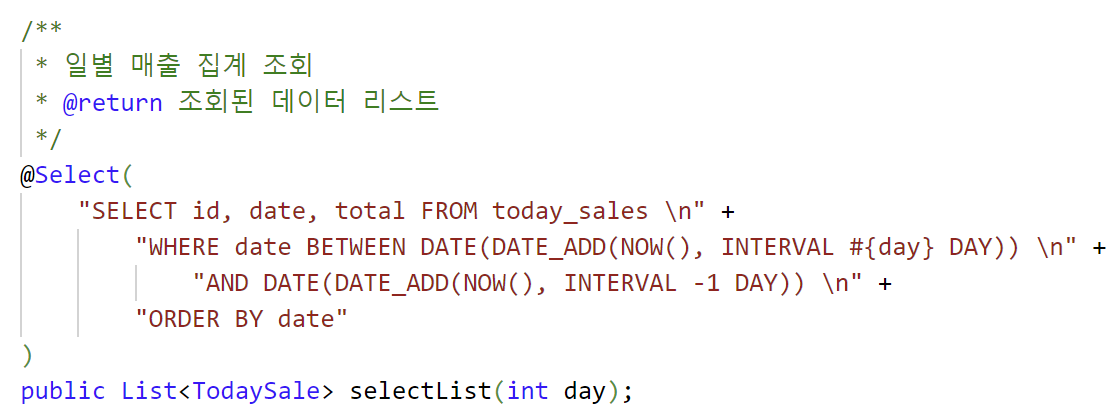 /**
 * 일별 매출 집계 조회
 * @return 조회된 데이터 리스트
 */
@Select(
    "SELECT id, date, total FROM today_sales \n" +
        "WHERE date BETWEEN DATE(DATE_ADD(NOW(), INTERVAL #{day} DAY)) \n" +
            "AND DATE(DATE_ADD(NOW(), INTERVAL -1 DAY)) \n" +
        "ORDER BY date"
)
public List<TodaySale> selectList(int day);